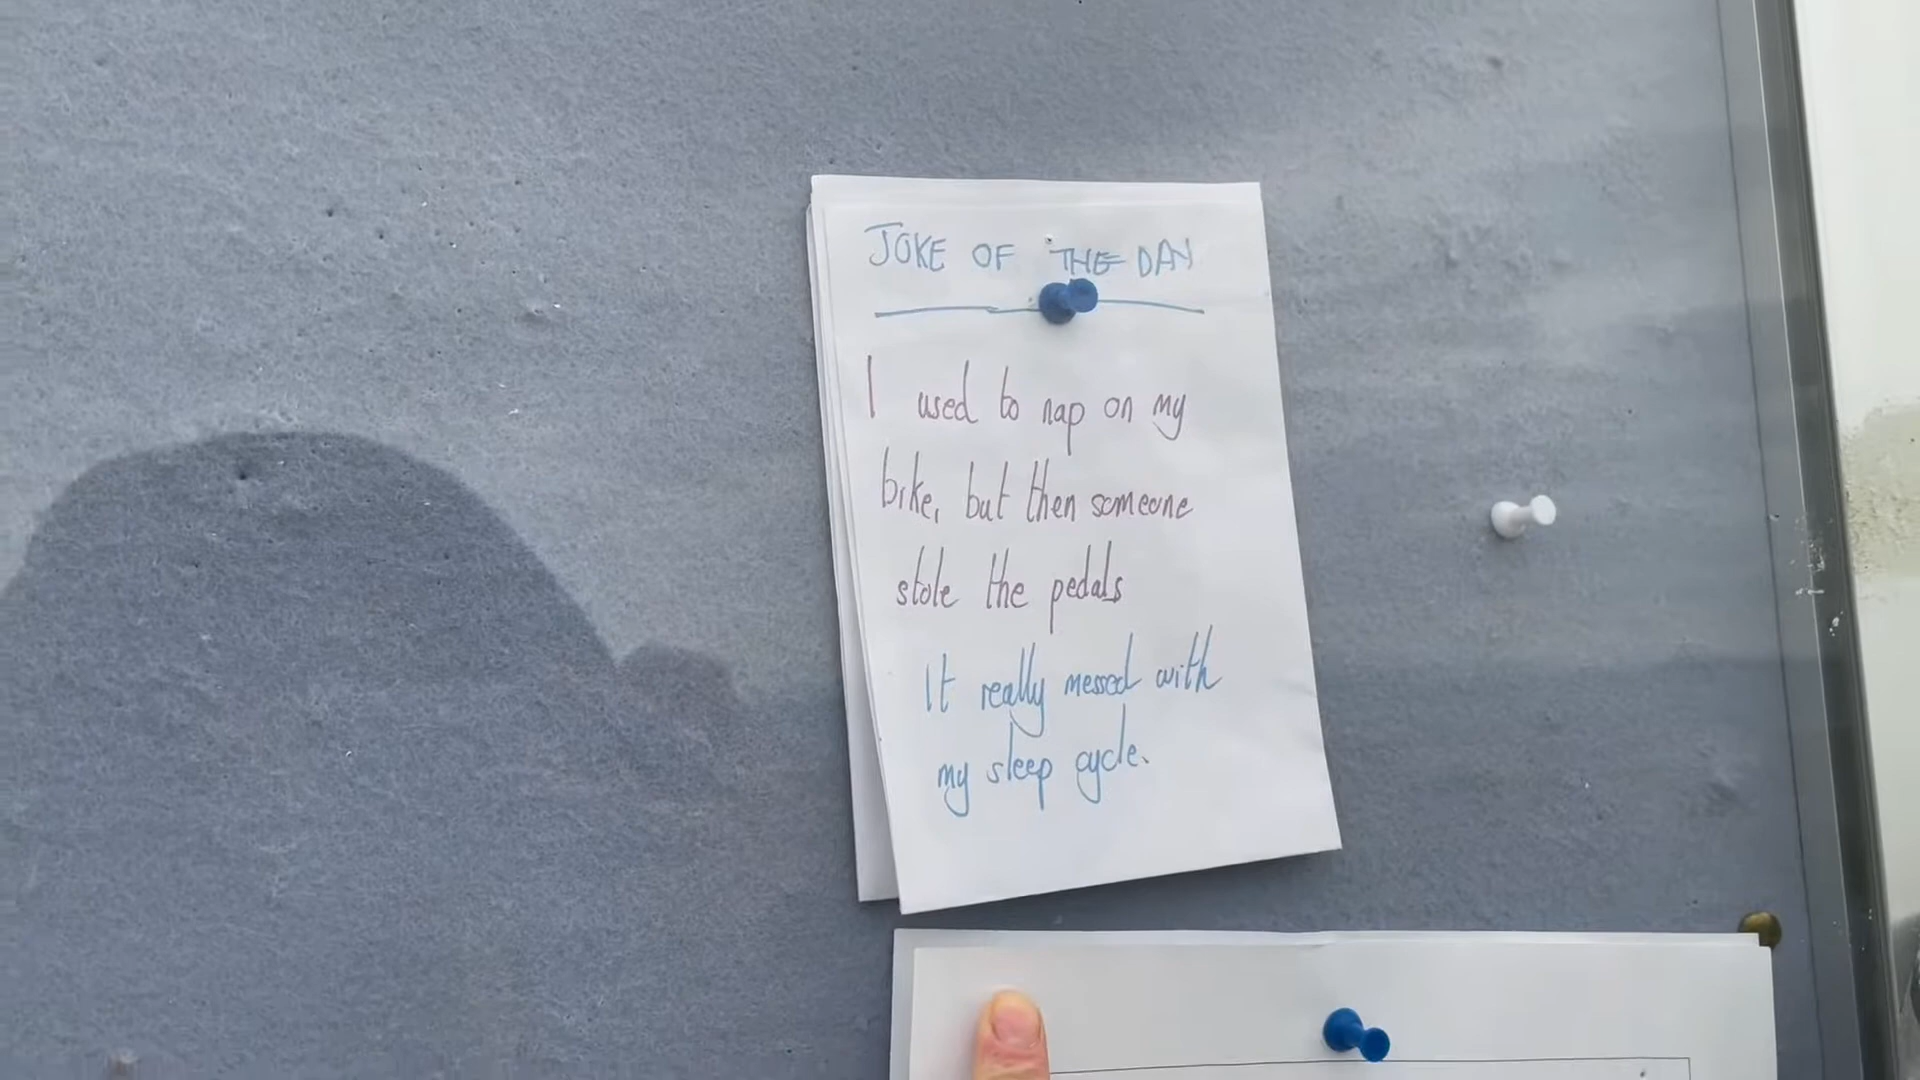 JOKE OF THE DAY
I used to nap on my
bike, but then someone
stole the pedals
It really messed with
my sleep cycle.